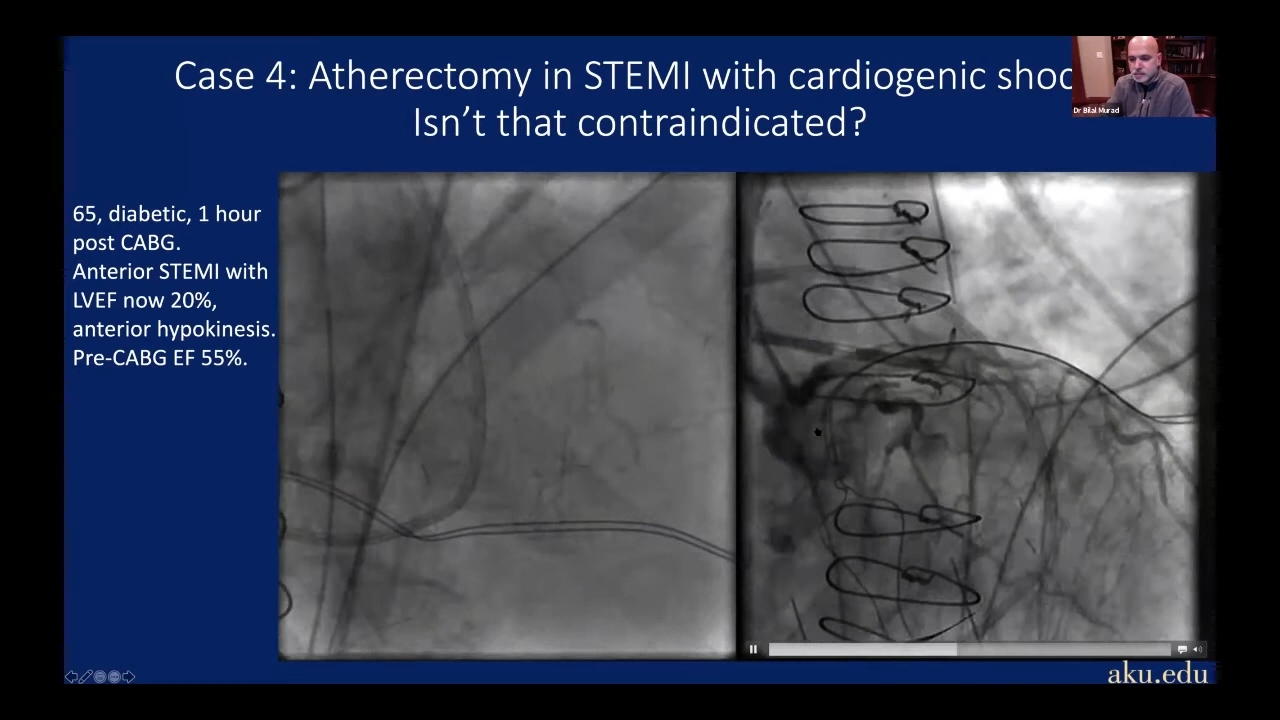 Case 4: Atherectomy in STEMI with cardiogenic shoc
Isn't that contraindicated?
Dr Bilal Murad
65, diabetic, 1 hour
post CABG.
Anterior STEMI with
LVEF now 20%,
anterior hypokinesis.
Pre-CABG EF 55%.
aku.edu